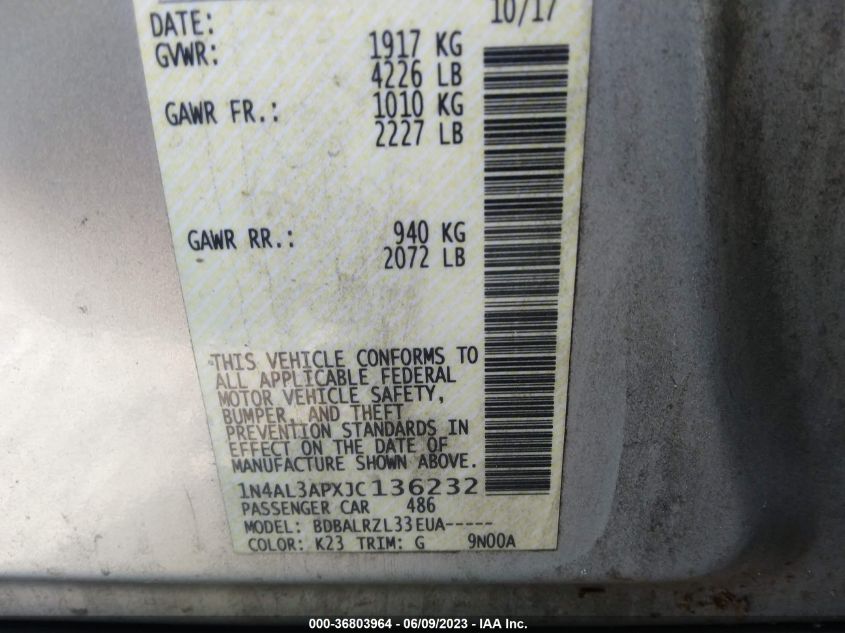 DATE: 10/17
GVWR: 1917 KG
4226 LB
GAWR FR.: 1010 KG
2227 LB
GAWR RR.: 940 KG
2072 LB
THIS VEHICLE CONFORMS TO
ALL APPLICABLE FEDERAL
MOTOR VEHICLE SAFETY,
BUMPER, AND THEFT
PREVENTION STANDARDS IN
EFFECT ON THE DATE OF
MANUFACTURE SHOWN ABOVE.
1N4AL3APXJC136232
PASSENGER CAR 486
MODEL: BDBALRZL33EUA-----
COLOR: K23 TRIM: G 9N00A
000-36803964 / 06/09/2023 - IAA Inc.